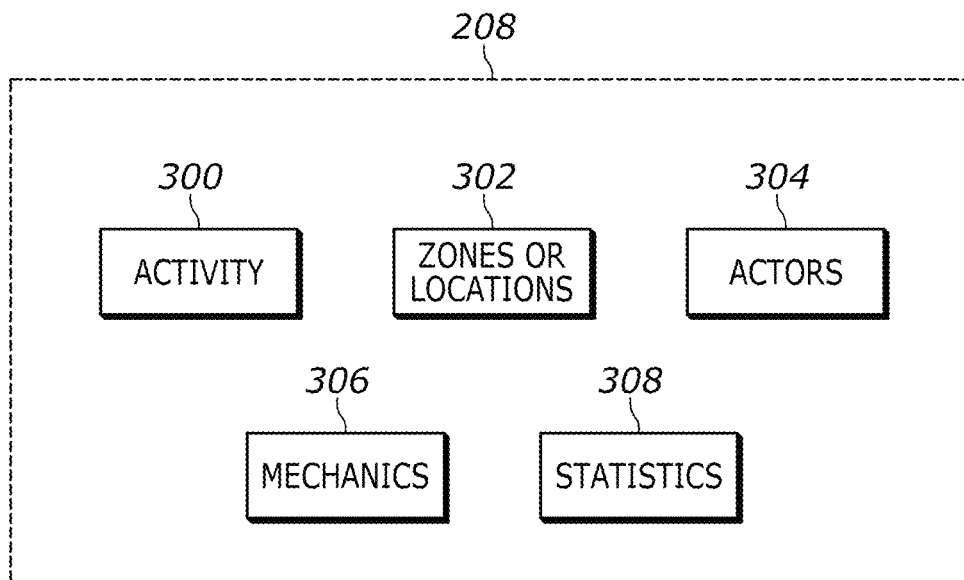 208
300
302
304
ACTIVITY
ZONES OR
LOCATIONS
ACTORS
306
308
MECHANICS
STATISTICS